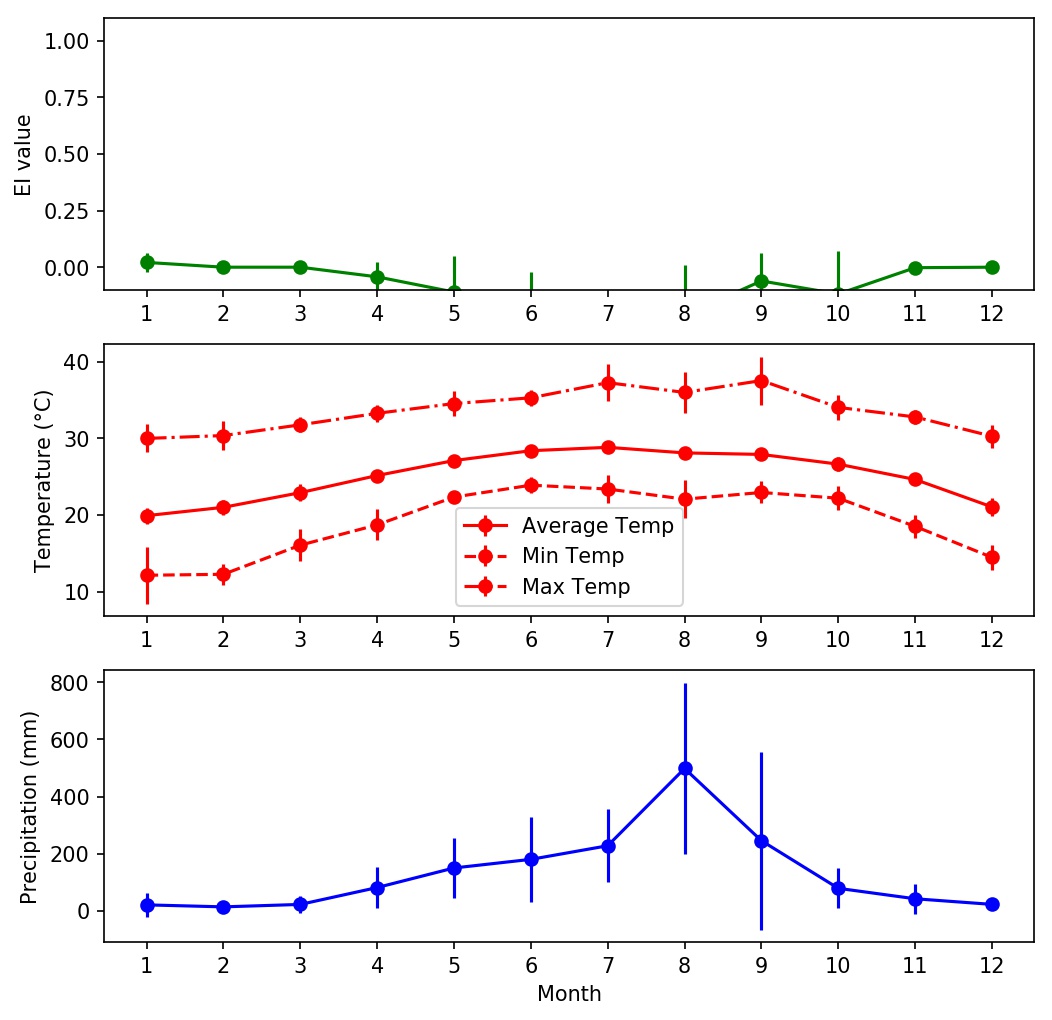 EI value
1.00
0.75
0.50
0.25
0.00
1 2 3 4 5 6 7 8 9 10 11 12
Temperature (°C)
40
30
20
10
Average Temp
Min Temp
Max Temp
1 2 3 4 5 6 7 8 9 10 11 12
Precipitation (mm)
800
600
400
200
0
1 2 3 4 5 6 7 8 9 10 11 12
Month